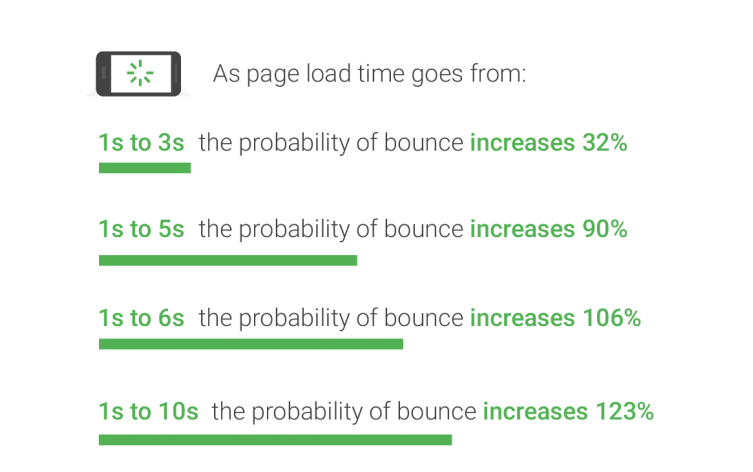 As page load time goes from:
1s to 3s the probability of bounce increases 32%
1s to 5s the probability of bounce increases 90%
1s to 6s the probability of bounce increases 106%
1s to 10s the probability of bounce increases 123%